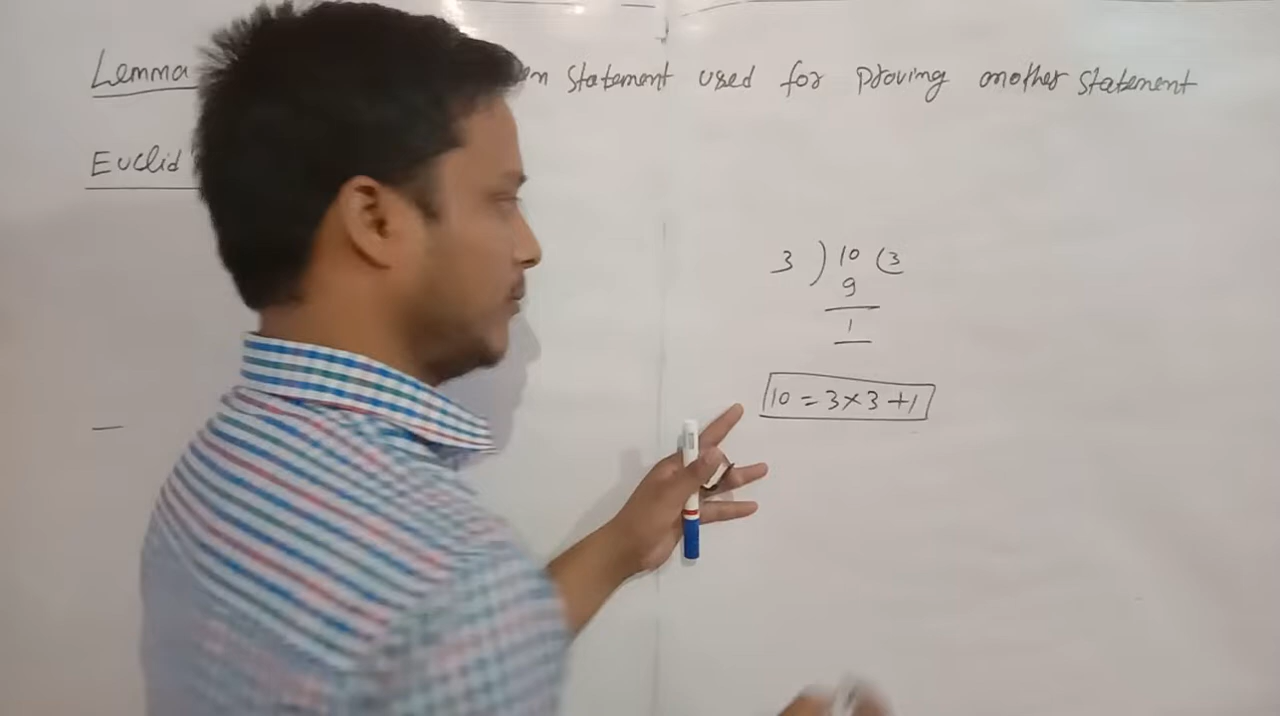 Lemma statement used for proving another statement
Euclid
3 ) 10 ( 3
9
1
10 = 3 × 3 + 1